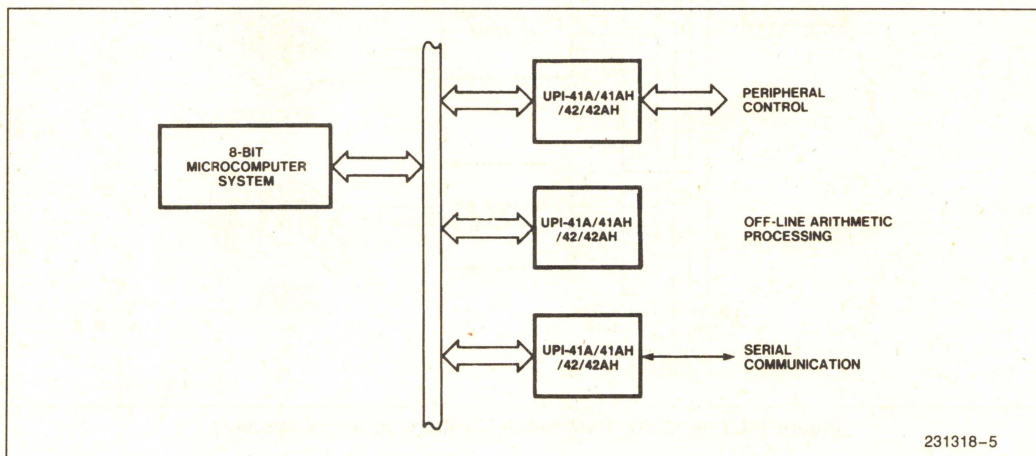 UPI-41A/41AH
/42/42AH
PERIPHERAL
CONTROL
8-BIT
MICROCOMPUTER
SYSTEM
UPI-41A/41AH
/42/42AH
OFF-LINE ARITHMETIC
PROCESSING
UPI-41A/41AH
/42/42AH
SERIAL
COMMUNICATION
231318-5